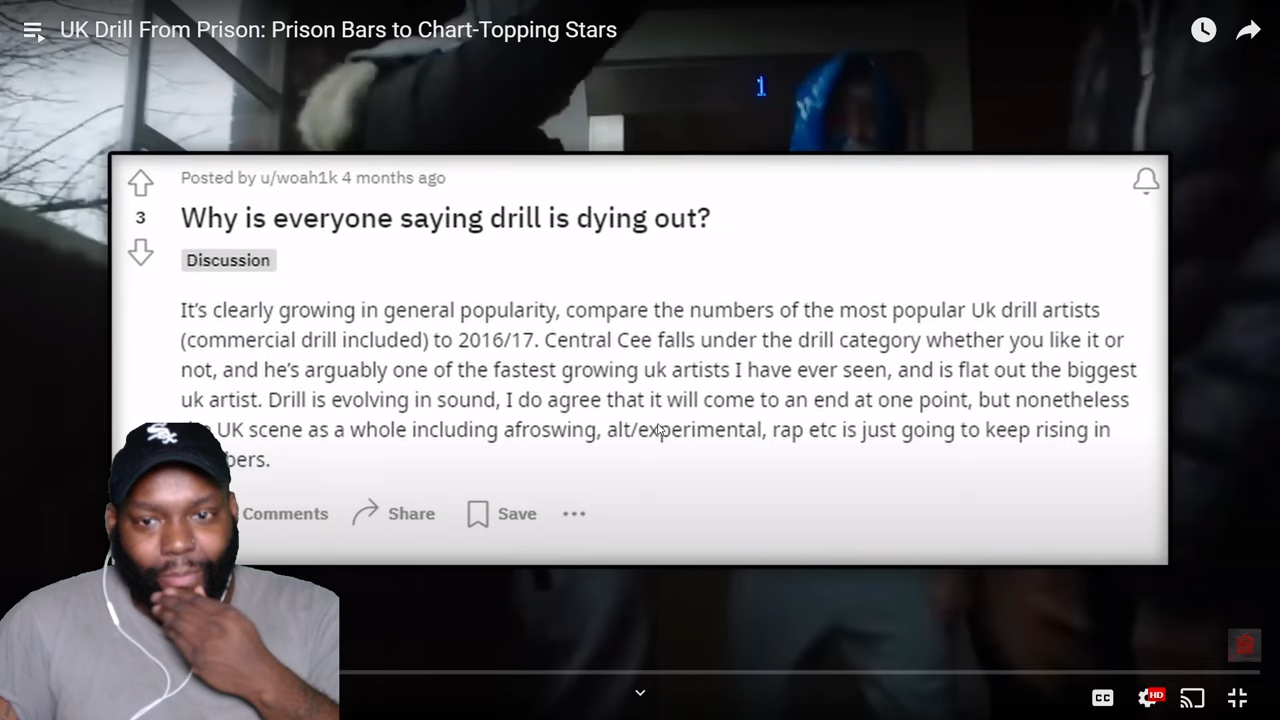 UK Drill From Prison: Prison Bars to Chart-Topping Stars
1
Posted by u/woah1k 4 months ago
3
Why is everyone saying drill is dying out?
Discussion
It's clearly growing in general popularity, compare the numbers of the most popular Uk drill artists
(commercial drill included) to 2016/17. Central Cee falls under the drill category whether you like it or
not, and he's arguably one of the fastest growing uk artists I have ever seen, and is flat out the biggest
uk artist. Drill is evolving in sound, I do agree that it will come to an end at one point, but nonetheless
UK scene as a whole including afroswing, alt/experimental, rap etc is just going to keep rising in
bers.
Comments Share Save
Sox
CC HD